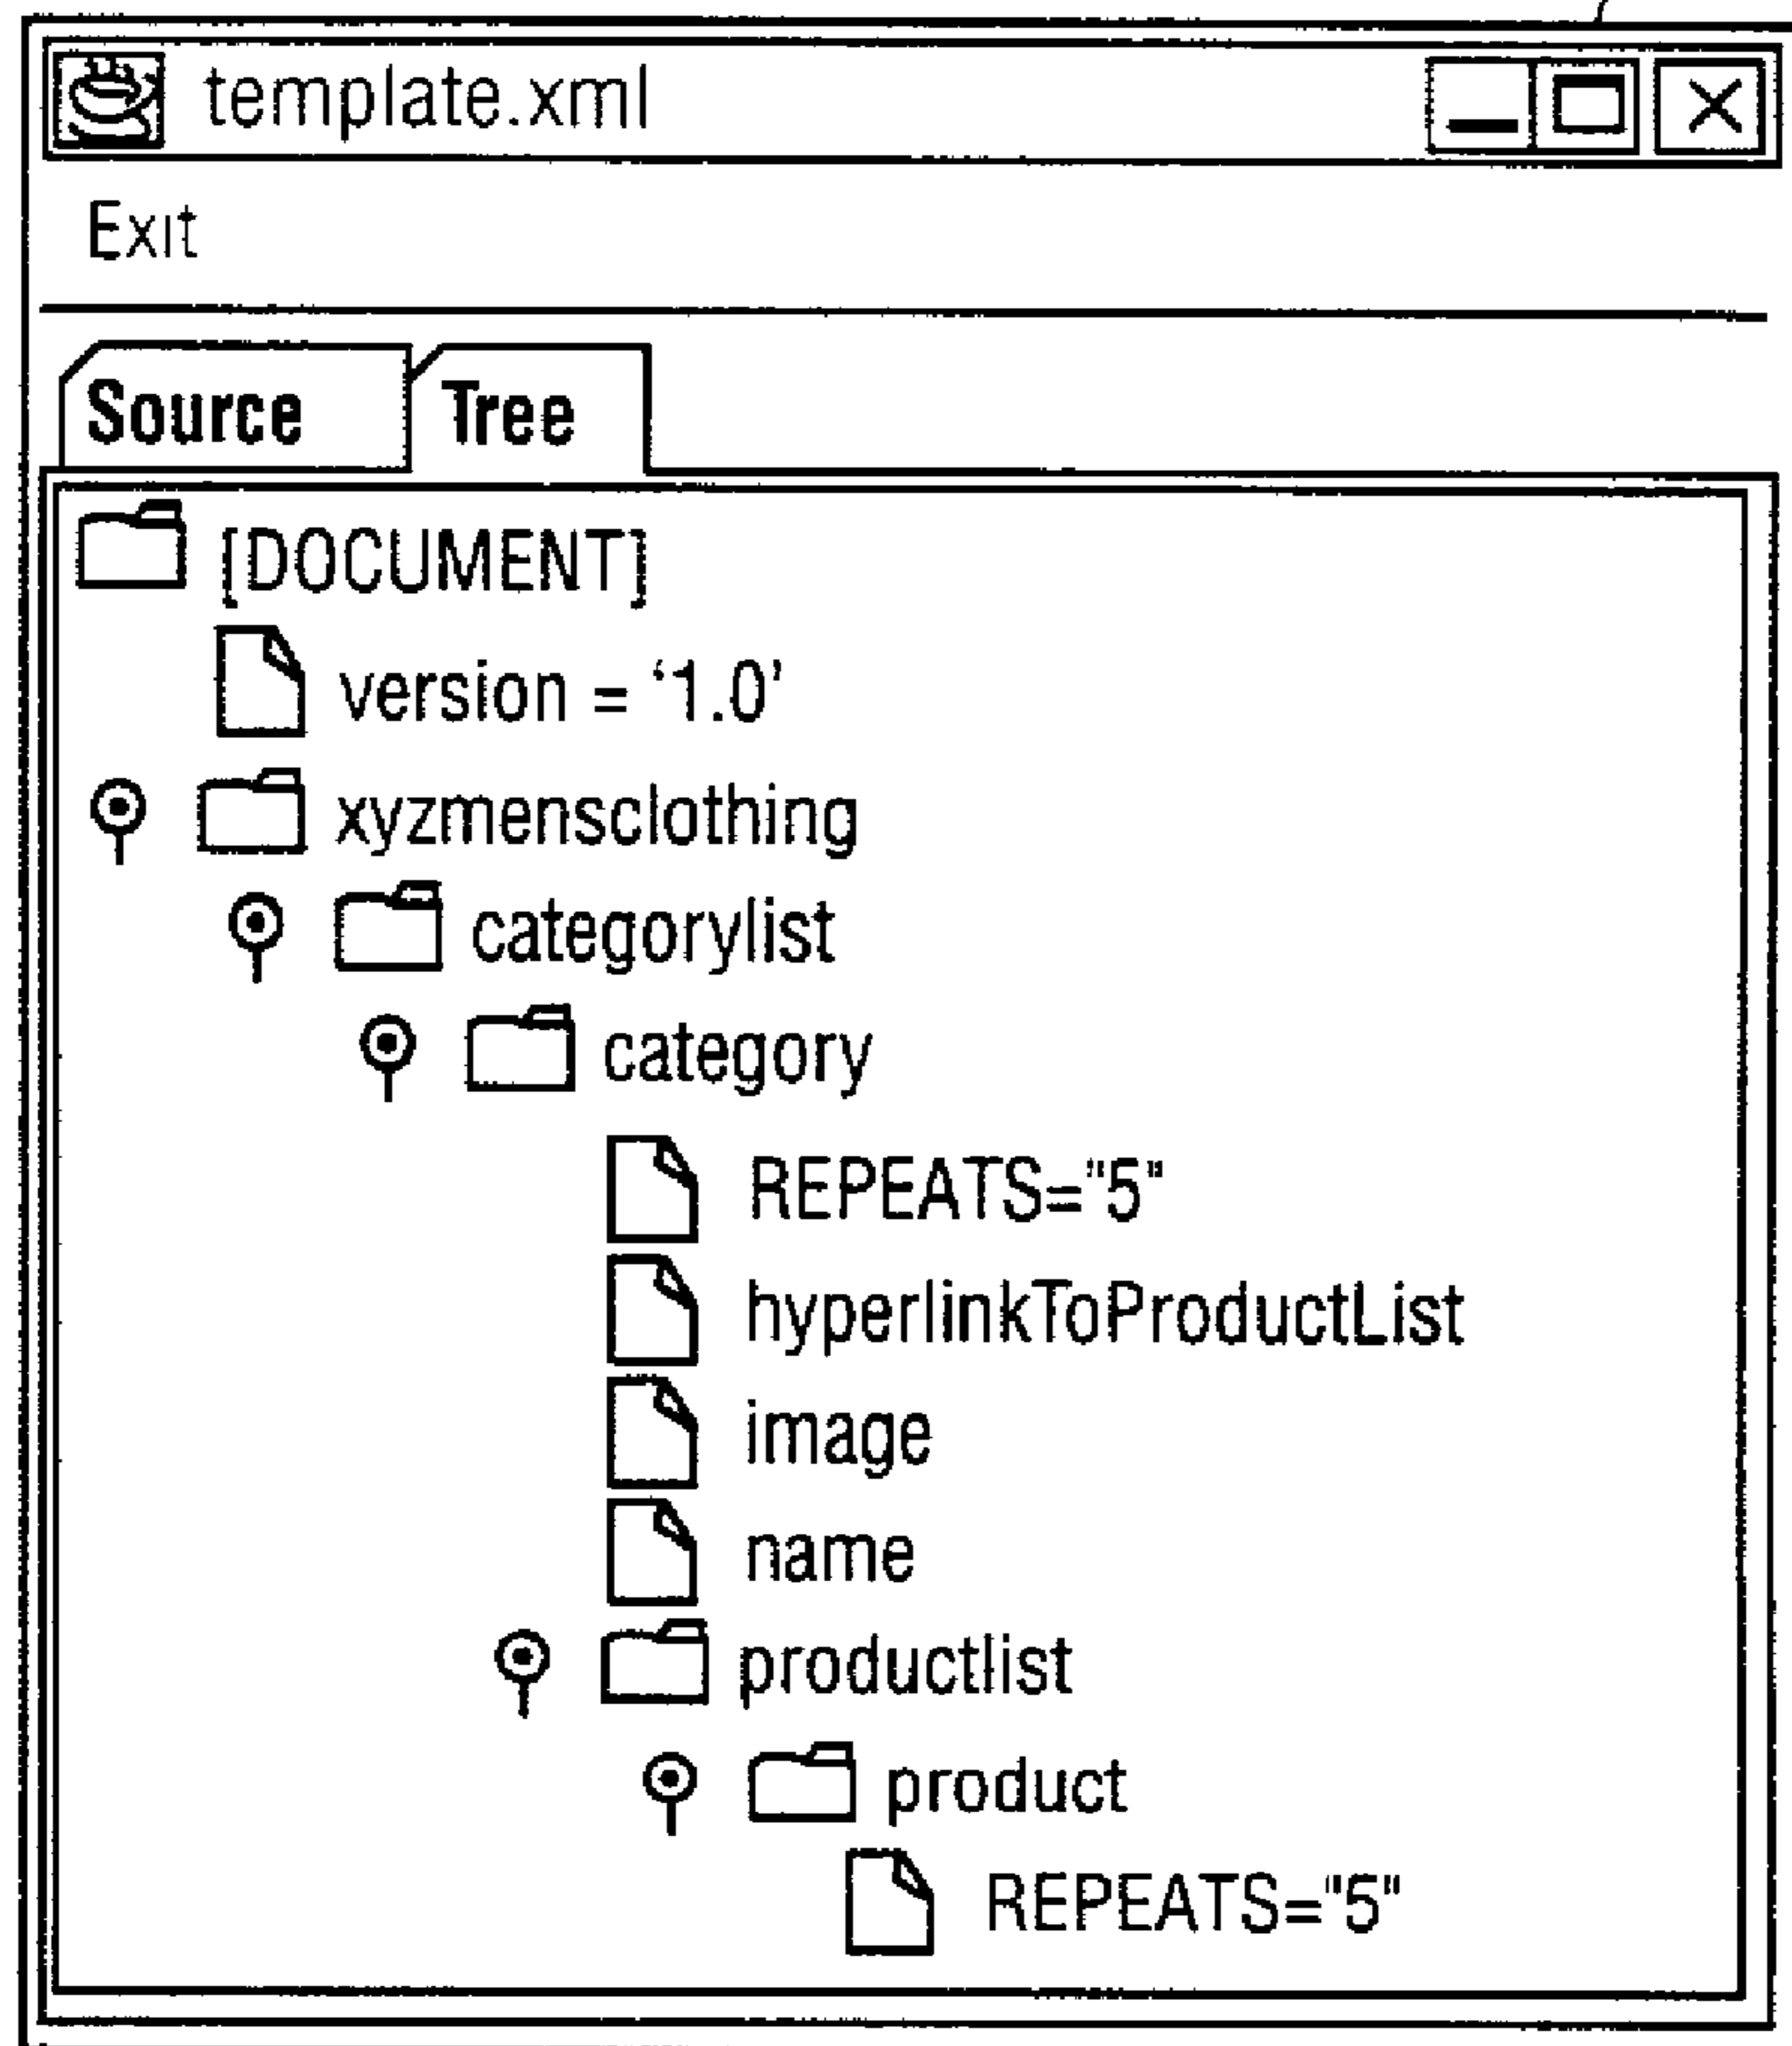 template.xml
Exit
Source Tree
[DOCUMENT]
version = ‘1.0’
xyzmensclothing
categorylist
category
REPEATS="5"
hyperlinkToProductList
image
name
productlist
product
REPEATS="5"